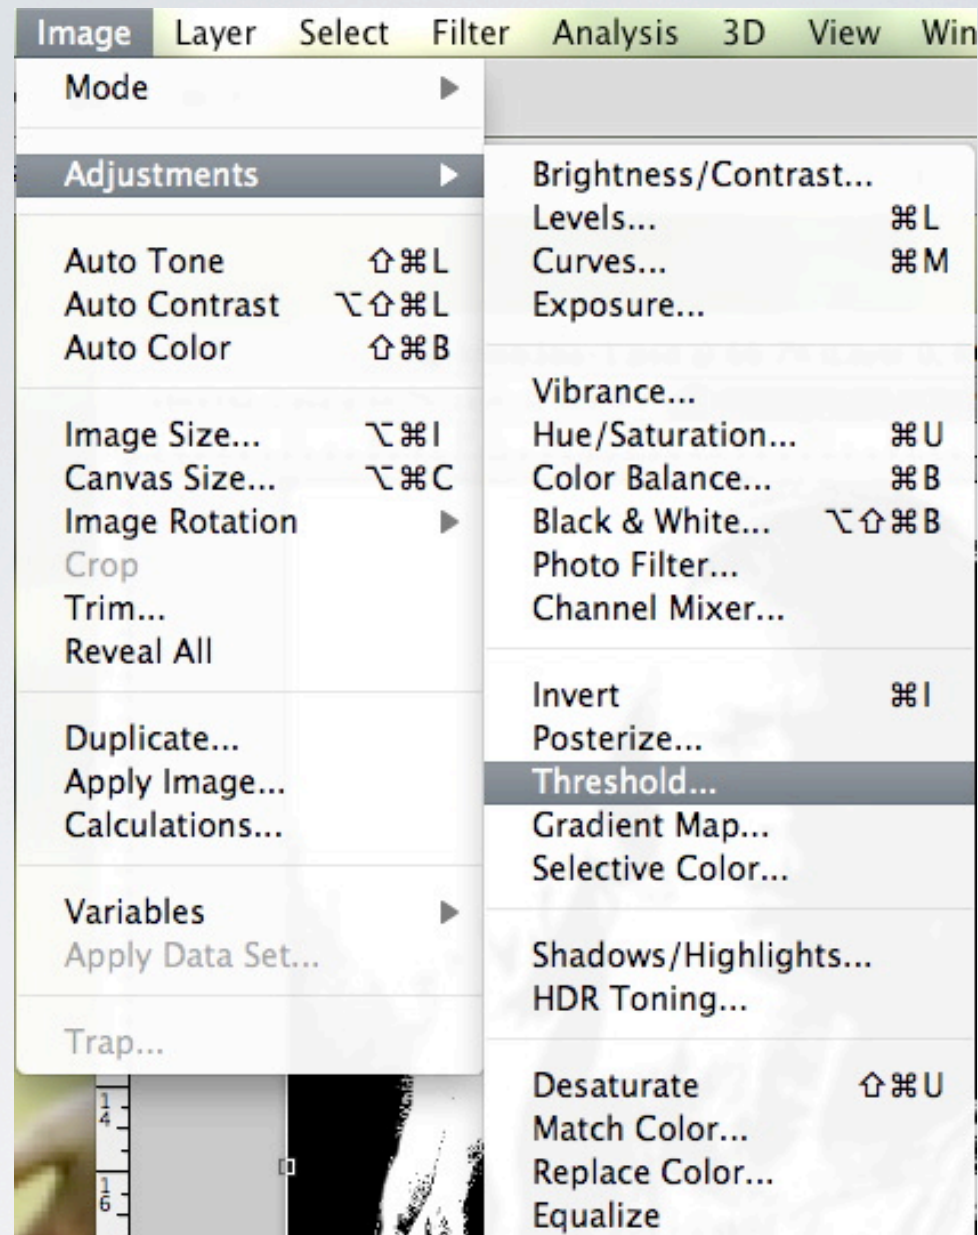 Image Layer Select Filter Analysis 3D View Win
Mode ▶
Adjustments ▶
Auto Tone ⇧⌘L
Auto Contrast ⌥⇧⌘L
Auto Color ⇧⌘B
Image Size... ⌥⌘I
Canvas Size... ⌥⌘C
Image Rotation ▶
Crop
Trim...
Reveal All
Duplicate...
Apply Image...
Calculations...
Variables ▶
Apply Data Set...
Trap...
Brightness/Contrast...
Levels... ⌘L
Curves... ⌘M
Exposure...
Vibrance...
Hue/Saturation... ⌘U
Color Balance... ⌘B
Black & White... ⌥⇧⌘B
Photo Filter...
Channel Mixer...
Invert ⌘I
Posterize...
Threshold...
Gradient Map...
Selective Color...
Shadows/Highlights...
HDR Toning...
Desaturate ⇧⌘U
Match Color...
Replace Color...
Equalize
14
16